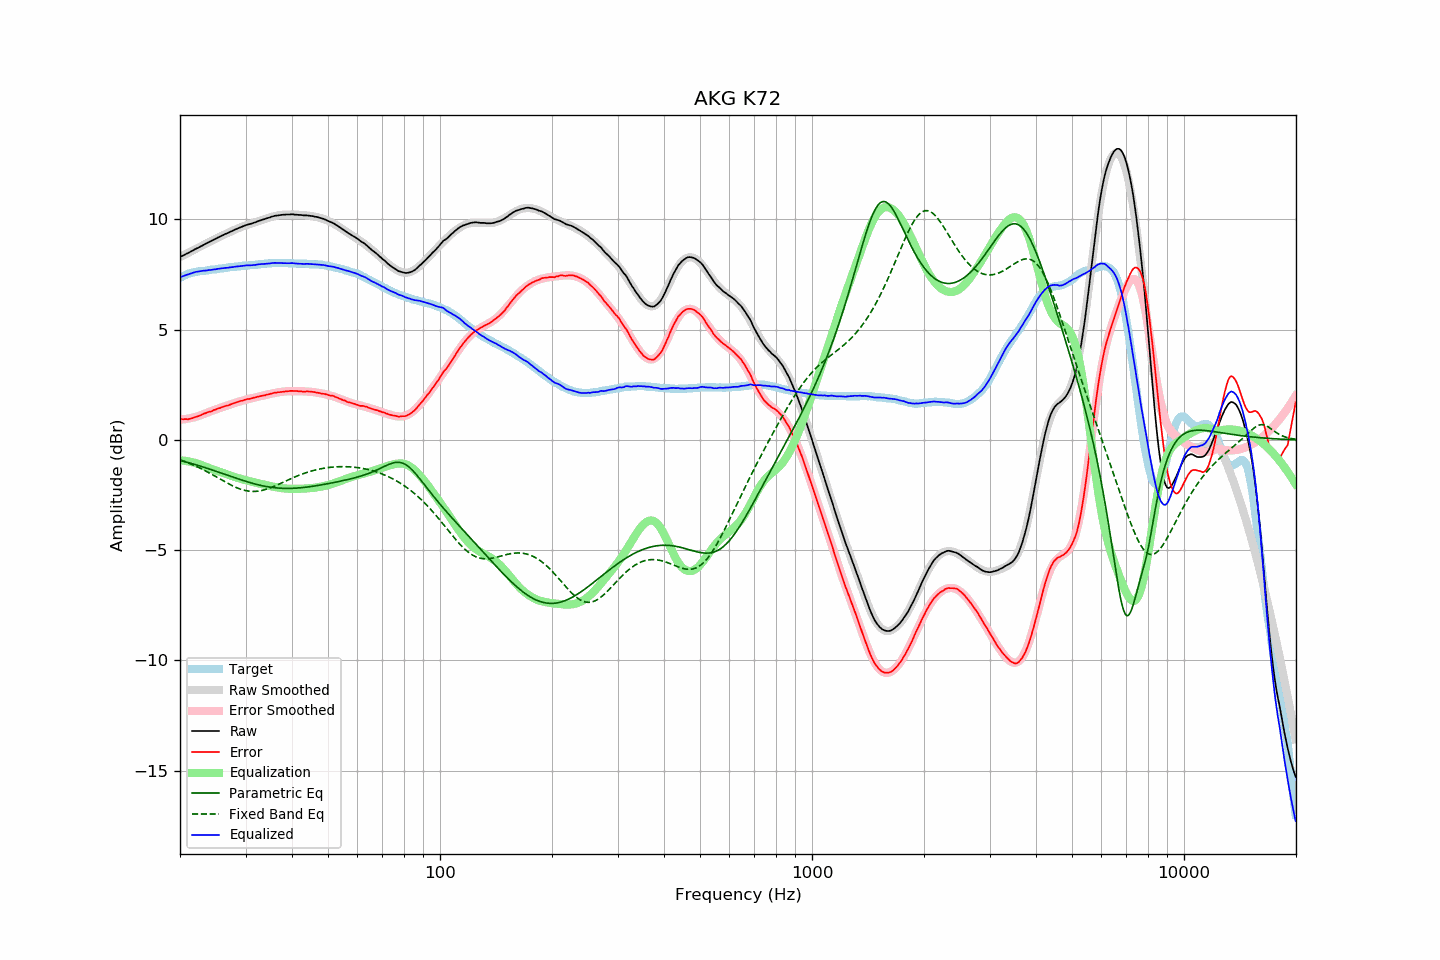 AKG K72
Amplitude (dBr)
10
5
0
−5
−10
−15
Target
Raw Smoothed
Error Smoothed
Raw
Error
Equalization
Parametric Eq
Fixed Band Eq
Equalized
100
1000
10000
Frequency (Hz)